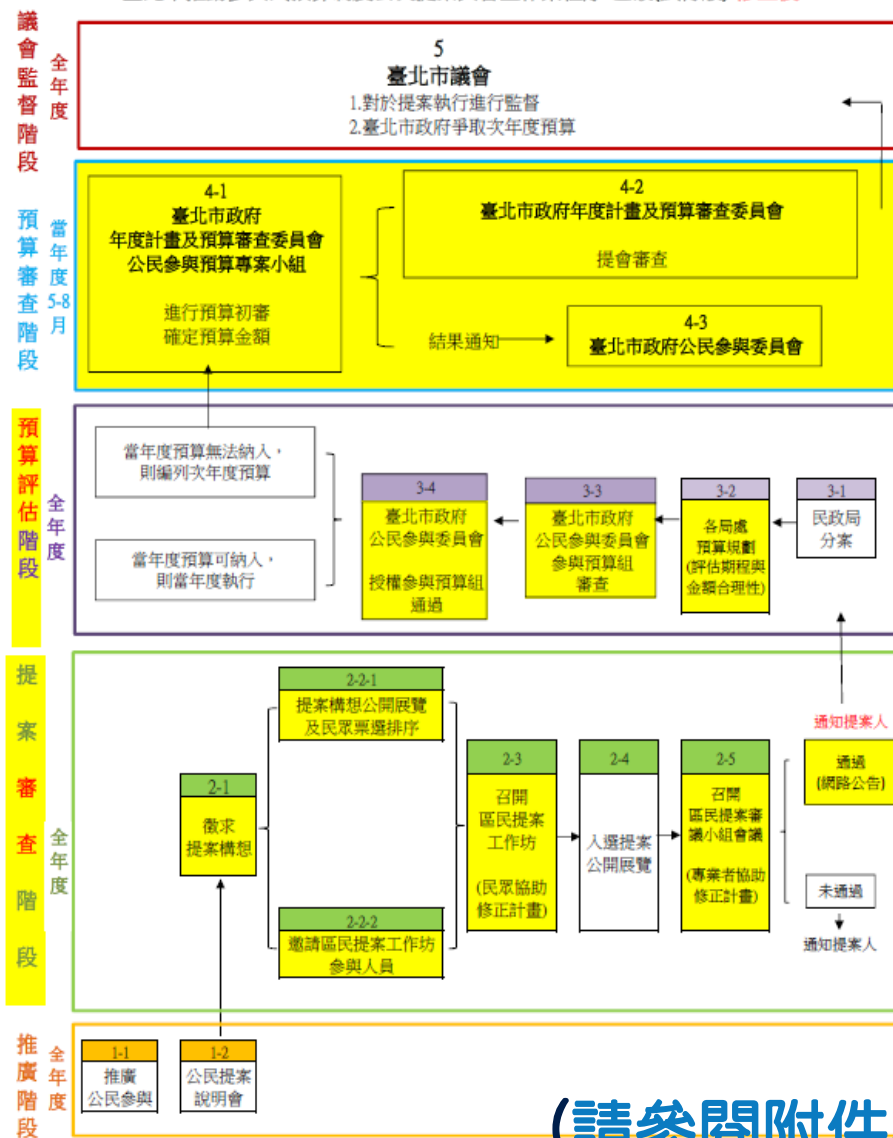 議會監督階段
全年度
5
臺北市議會
1.對於提案執行進行監督
2.臺北市政府爭取次年度預算
預算審查階段
當年度5-8月
4-1
臺北市政府
年度計畫及預算審查委員會
公民參與預算專案小組
進行預算初審
確定預算金額
4-2
臺北市政府年度計畫及預算審查委員會
提會審查
結果通知
4-3
臺北市政府公民參與委員會
預算評估階段
全年度
當年度預算無法納入，
則編列次年度預算
當年度預算可納入，
則當年度執行
3-4
臺北市政府
公民參與委員會
授權參與預算組
通過
3-3
臺北市政府
公民參與委員會
參與預算組
審查
3-2
各局處
預算規劃
(評估期程與
金額合理性)
3-1
民政局
分案
提案審查階段
全年度
2-1
徵求
提案構想
2-2-1
提案構想公開展覽
及民眾票選排序
2-2-2
邀請區民提案工作坊
參與人員
2-3
召開
區民提案
工作坊
(民眾協助
修正計畫)
2-4
入選提案
公開展覽
2-5
召開
區民提案審
議小組會議
(專業者協助
修正計畫)
通知提案人
通過
(網路公告)
未通過
通知提案人
推廣階段
全年度
1-1
推廣
公民參與
1-2
公民提案
說明會
(請參閱附件